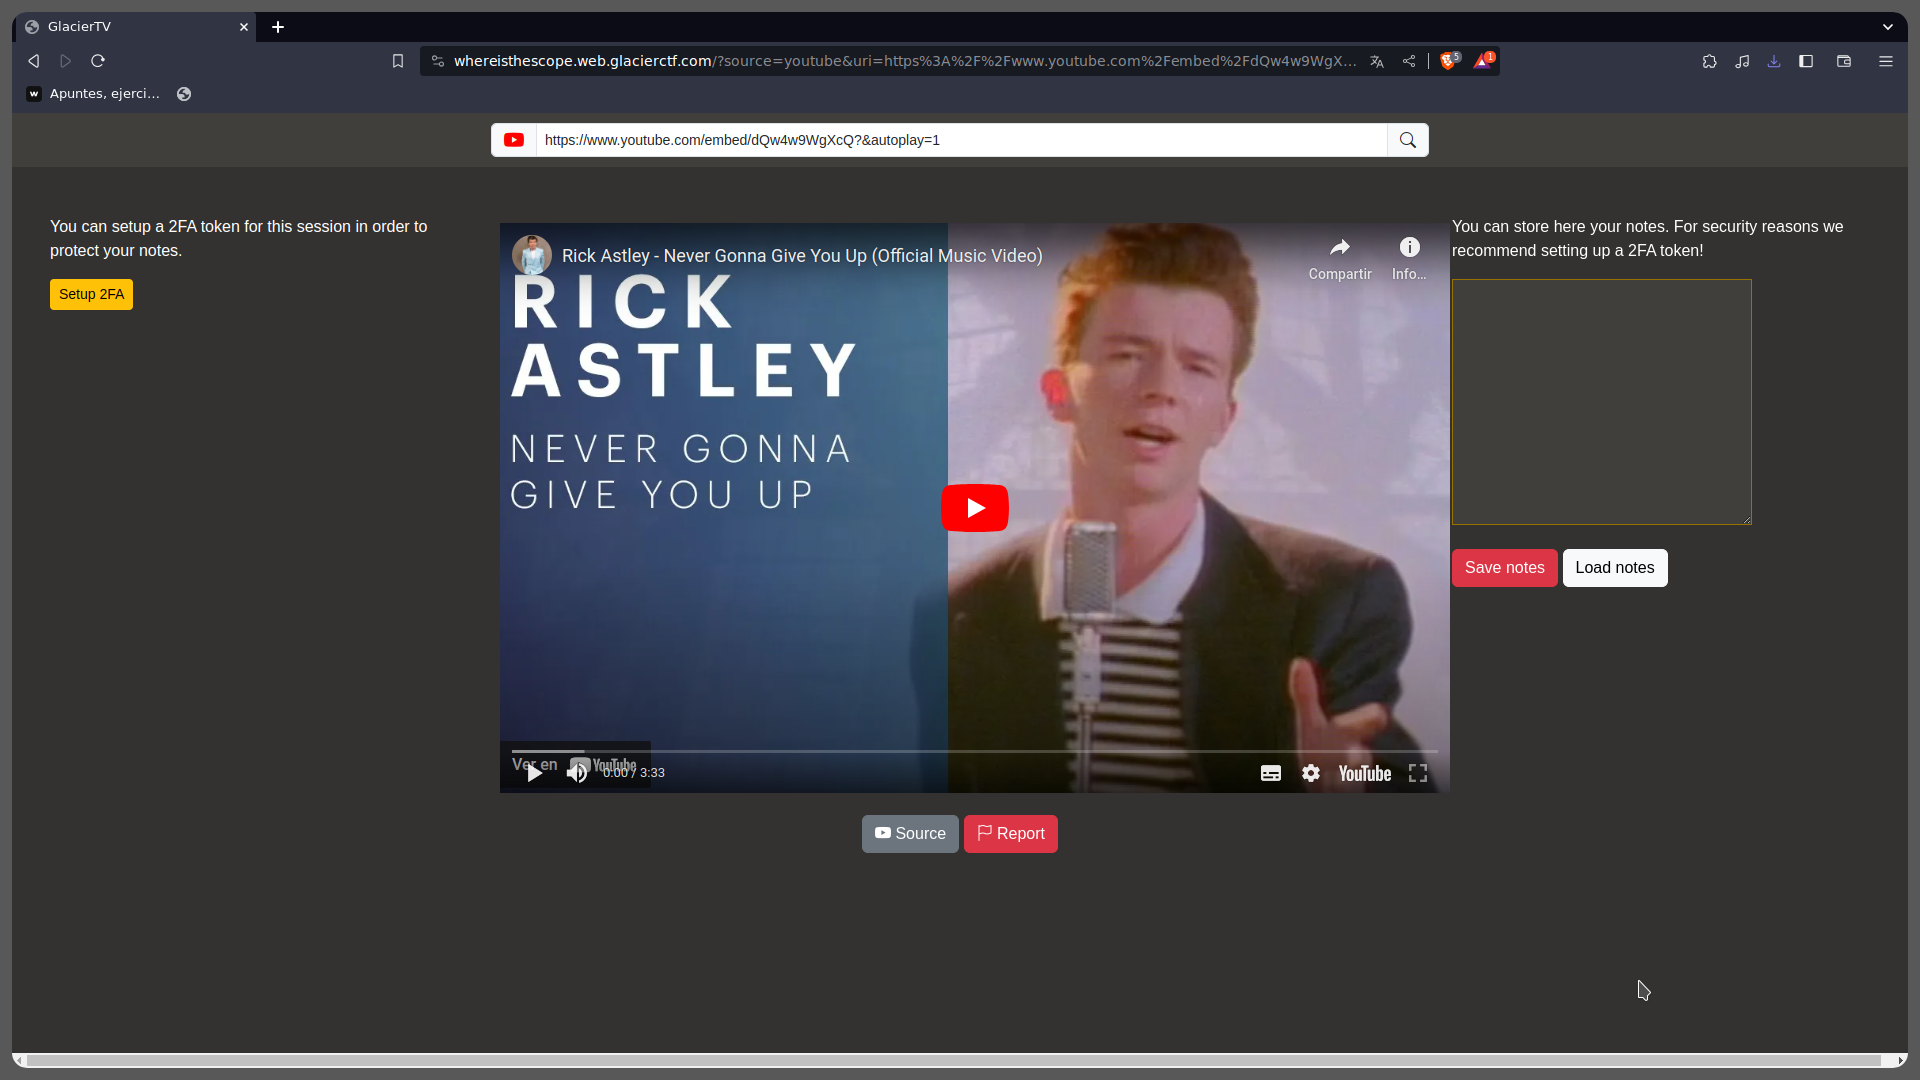 GlacierTV
whereisthescope.web.glacierctf.com/?source=youtube&uri=https%3A%2F%2Fwww.youtube.com%2Fembed%2FdQw4w9WgX...
5
1
Apuntes, ejerci...
https://www.youtube.com/embed/dQw4w9WgXcQ?&autoplay=1
You can setup a 2FA token for this session in order to
protect your notes.
Setup 2FA
Rick Astley - Never Gonna Give You Up (Official Music Video)
Compartir
Info...
RICK
ASTLEY
NEVER GONNA
GIVE YOU UP
Ver en YouTube
0:00 / 3:33
YouTube
You can store here your notes. For security reasons we
recommend setting up a 2FA token!
Save notes
Load notes
Source
Report